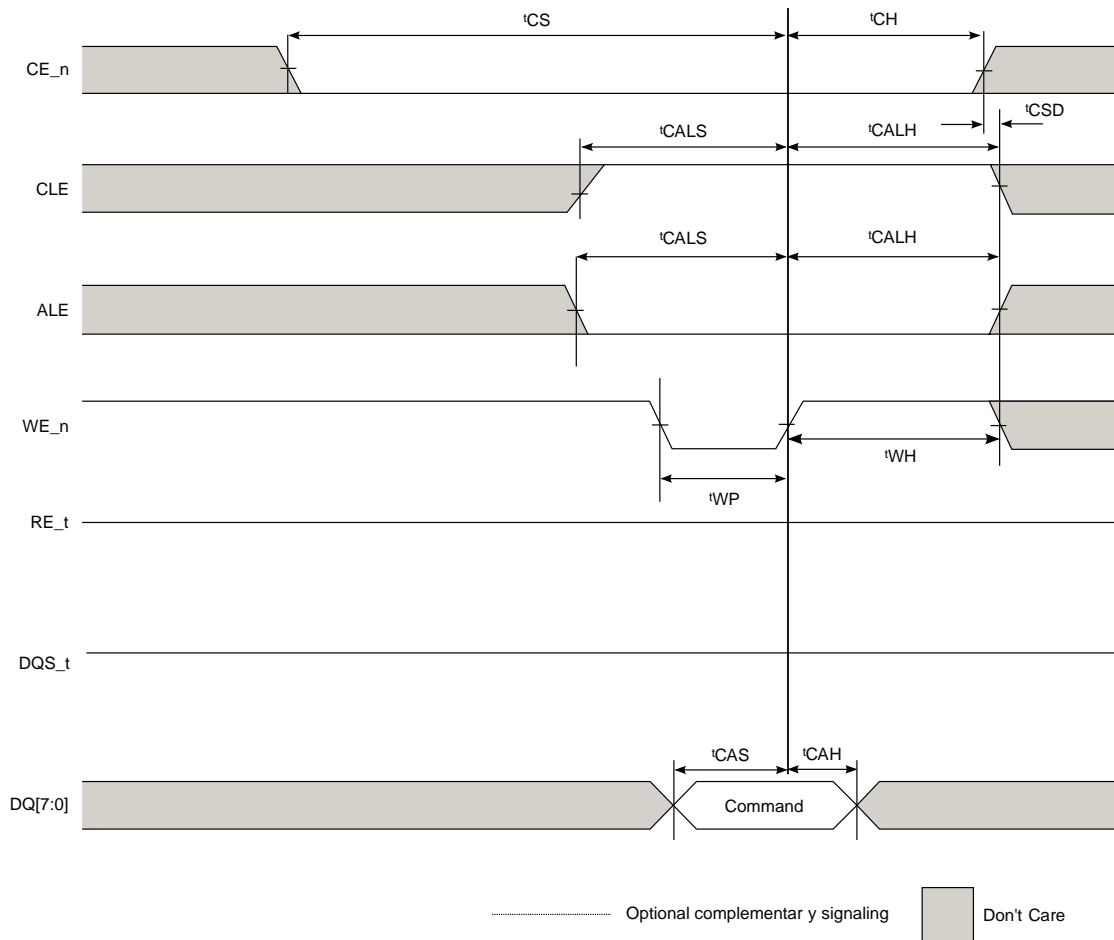 tCS
tCH
CE_n
tCSD
tCALS
tCALH
CLE
tCALS
tCALH
ALE
WE_n
tWH
tWP
RE_t
DQS_t
tCAS
tCAH
DQ[7:0]
Command
Optional complementar y signaling
Don't Care